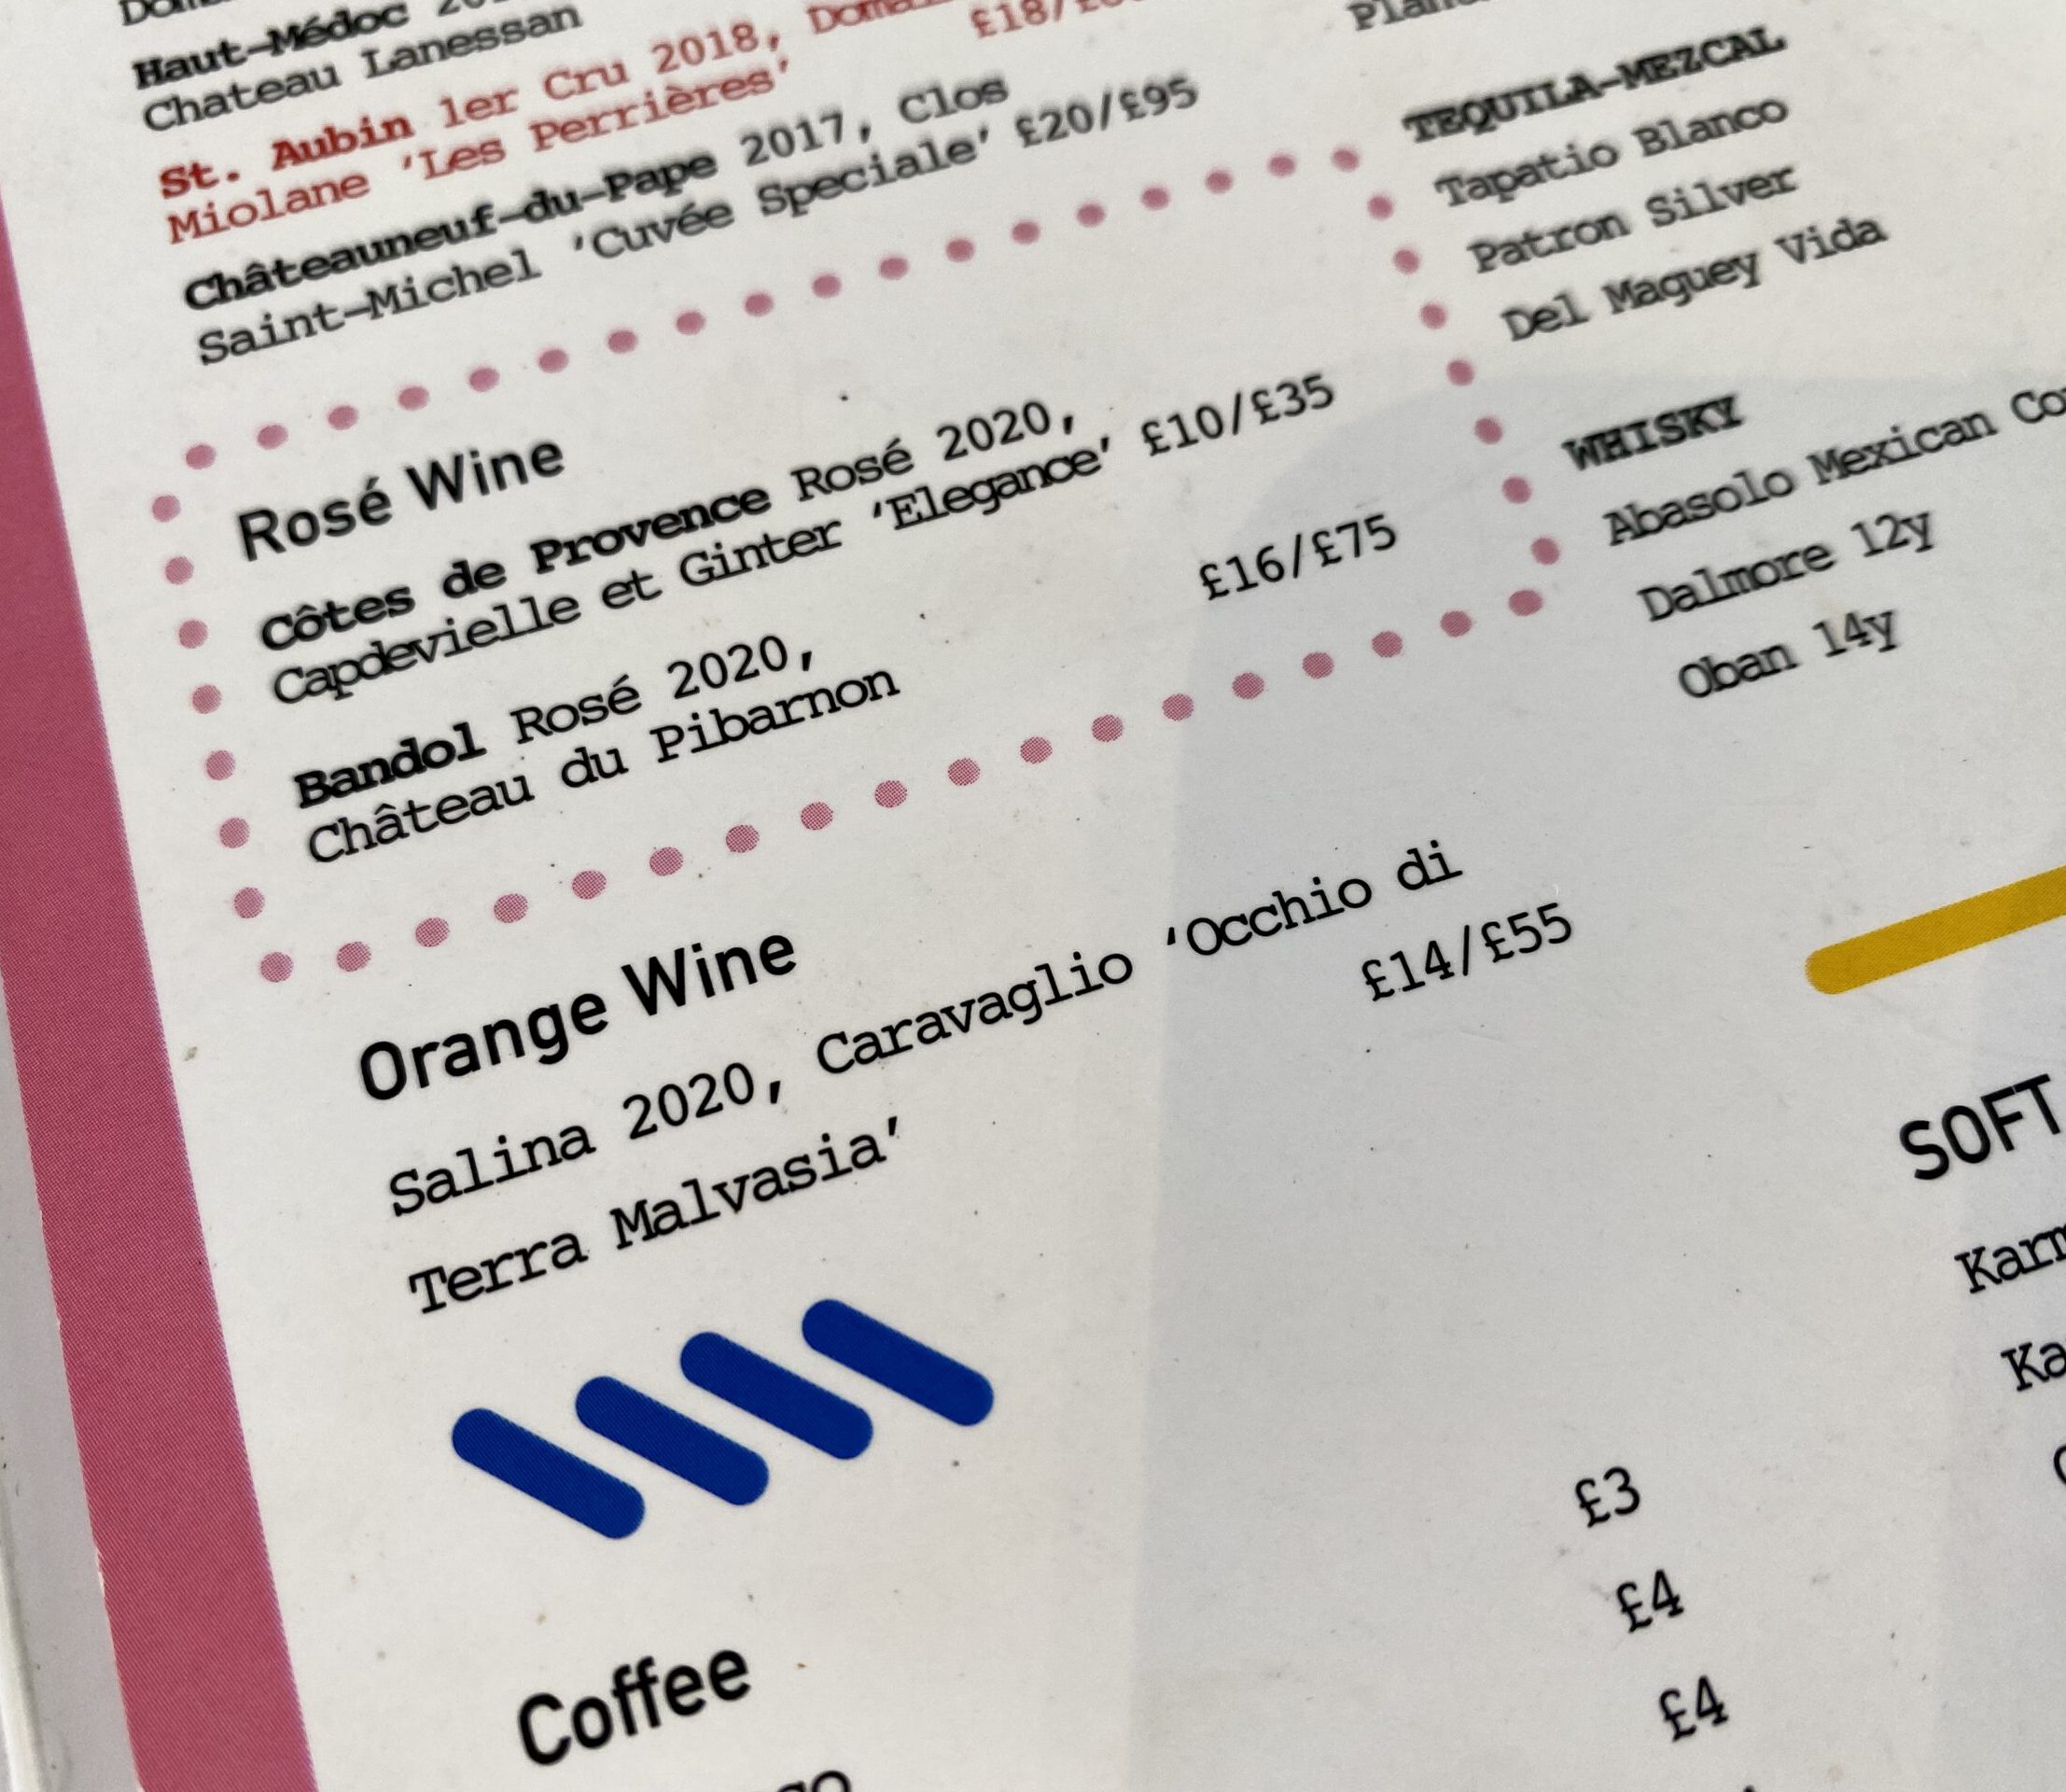 Haut-Médoc
Chateau Lanessan
St. Aubin 1er Cru 2018,
Miolane 'Les Perrières'
Châteauneuf-du-Pape 2017, Clos
Saint-Michel 'Cuvée Speciale' £20/£95
Rosé Wine
Côtes de Provence Rosé 2020,
Capdevielle et Ginter 'Elegance' £10/£35
Bandol Rosé 2020,
Château du Pibarnon £16/£75
Orange Wine
Salina 2020, Caravaglio 'Occhio di
Terra Malvasia' £14/£55
Coffee
£3
£4
£4
TEQUILA-MEZCAL
Tapatio Blanco
Patron Silver
Del Maguey Vida
WHISKY
Abasolo Mexican
Dalmore 12y
Oban 14y
SOFT